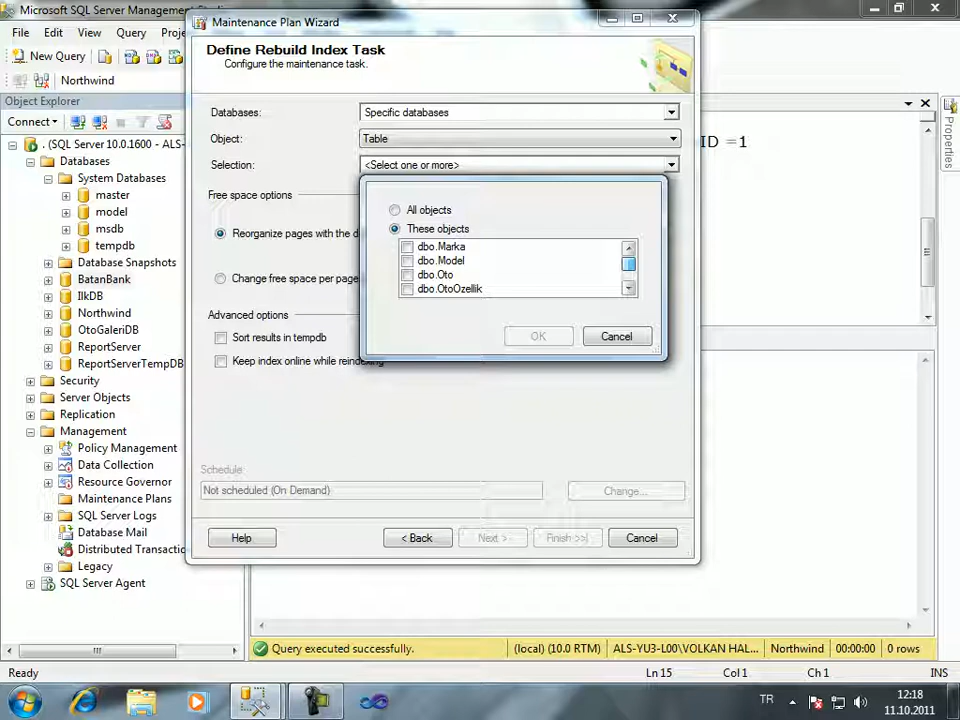 Microsoft SQL Server Management Stu
File Edit View Query Proje
New Query
Northwind
Object Explorer
Connect
. (SQL Server 10.0.1600 - ALS-
Databases
System Databases
master
model
msdb
tempdb
Database Snapshots
BatanBank
IlkDB
Northwind
OtoGaleriDB
ReportServer
ReportServerTempDB
Security
Server Objects
Replication
Management
Policy Management
Data Collection
Resource Governor
Maintenance Plans
SQL Server Logs
Database Mail
Distributed Transactio
Legacy
SQL Server Agent
Maintenance Plan Wizard
Define Rebuild Index Task
Configure the maintenance task.
Databases: Specific databases
Object: Table
Selection: <Select one or more>
Free space options
Reorganize pages with the d
Change free space per page
Advanced options
Sort results in tempdb
Keep index online while reindexing
All objects
These objects
dbo.Marka
dbo.Model
dbo.Oto
dbo.OtoOzellik
OK Cancel
Schedule
Not scheduled (On Demand) Change...
Help < Back Next > Finish >>| Cancel
ID =1
Properties
Query executed successfully. (local) (10.0 RTM) ALS-YU3-L00\VOLKAN HAL... Northwind 00:00:00 0 rows
Ready Ln 15 Col 1 Ch 1 INS
TR 12:18
11.10.2011